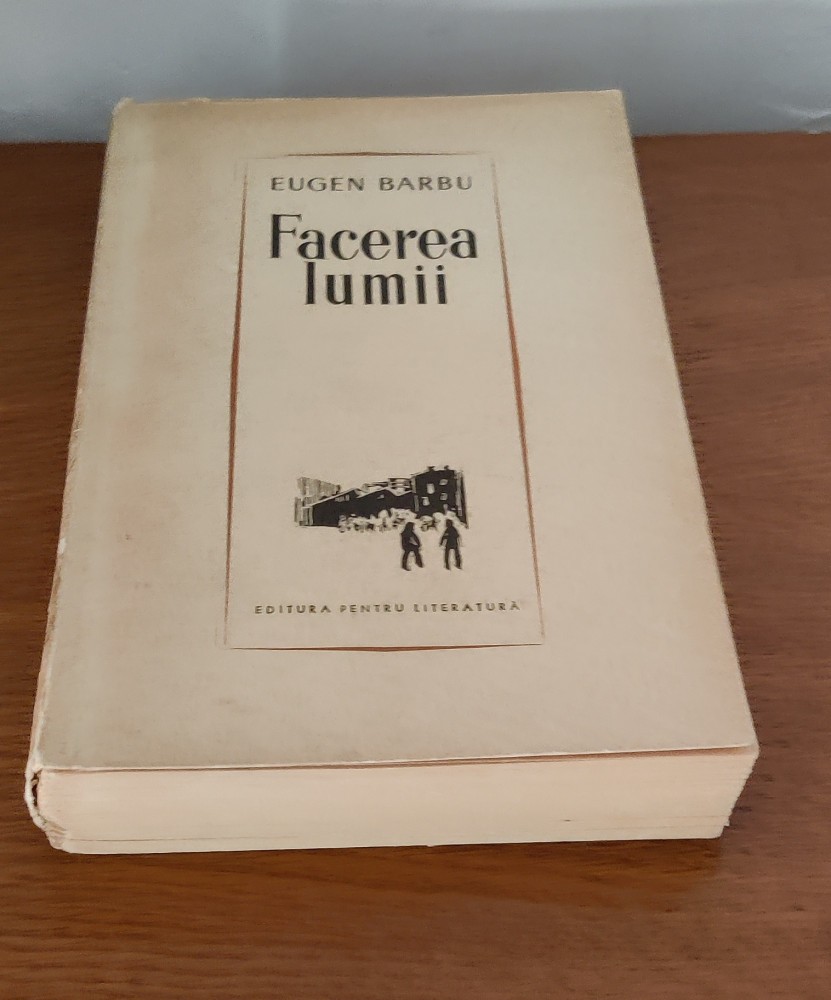 EUGEN BARBU
Facerea
lumii
EDITURA PENTRU LITERATURĂ